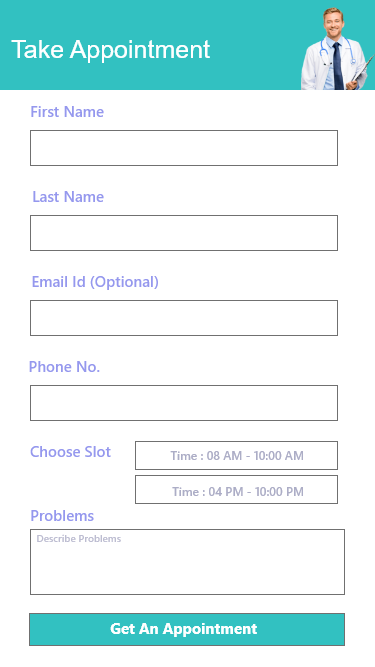 Take Appointment
First Name
Last Name
Email Id (Optional)
Phone No.
Choose Slot
Time : 08 AM - 10:00 AM
Time : 04 PM - 10:00 PM
Problems
Describe Problems
Get An Appointment